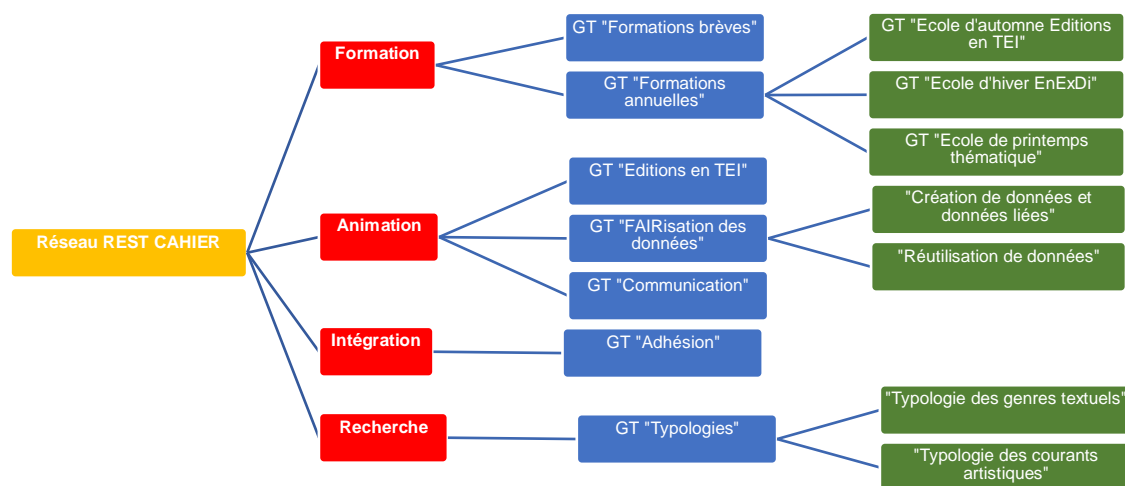 Réseau REST CAHIER
Formation
GT "Formations brèves"
GT "Formations
annuelles"
GT "Ecole d'automne Editions
en TEI"
GT "Ecole d'hiver EnExDi"
GT "Ecole de printemps
thématique"
Animation
GT "Editions en TEI"
GT "FAIRisation des
données"
"Création de données et
données liées"
"Réutilisation de données"
GT "Communication"
Intégration
GT "Adhésion"
Recherche
GT "Typologies"
"Typologie des genres textuels"
"Typologie des courants
artistiques"